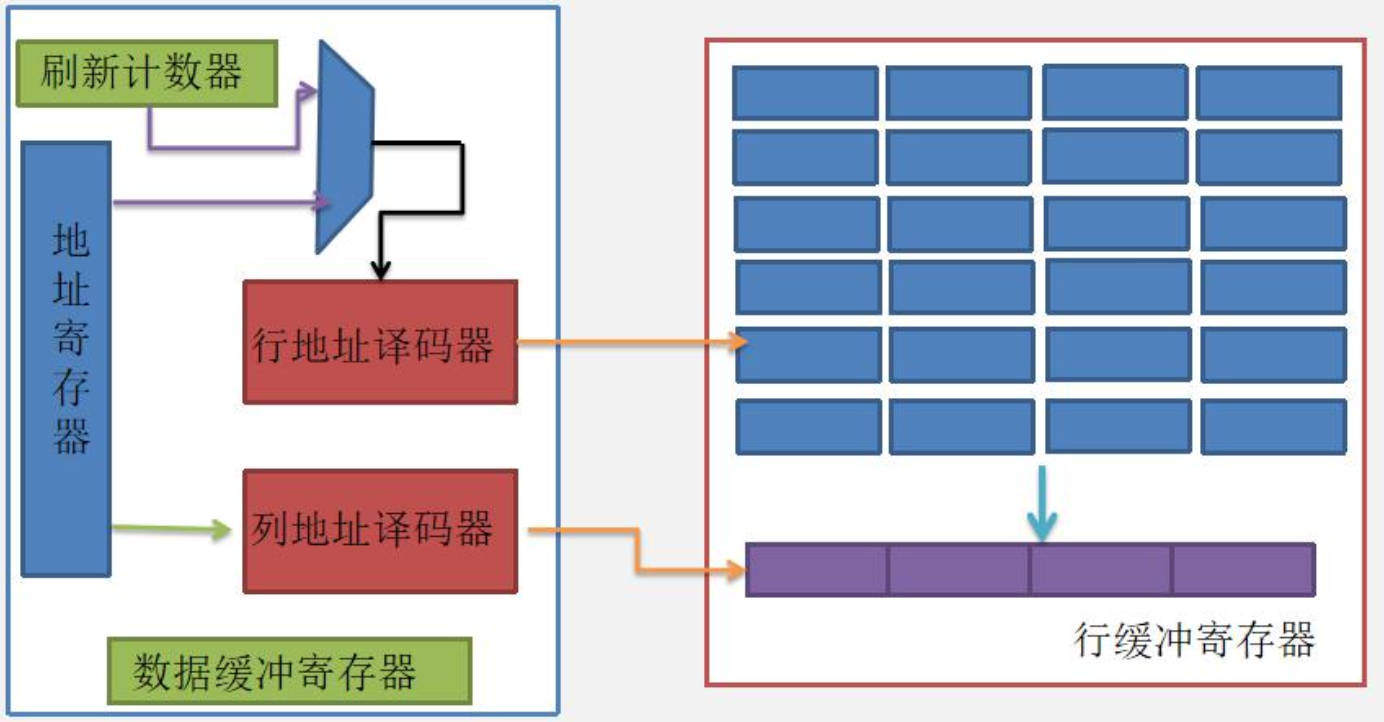 刷新计数器
地址寄存器
行地址译码器
列地址译码器
数据缓冲寄存器
行缓冲寄存器